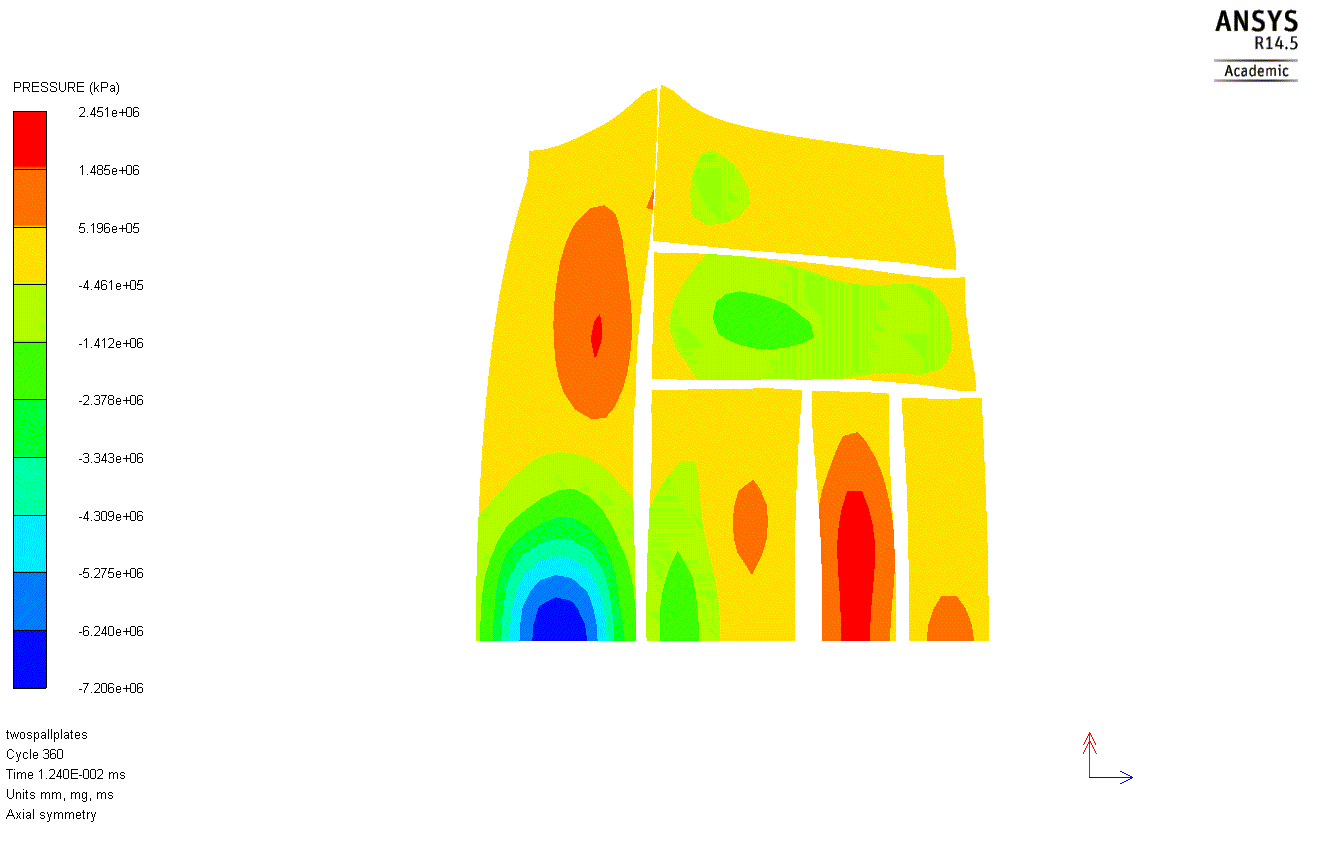 ANSYS
R14.5
Academic
PRESSURE (kPa)
2.451e+06
1.485e+06
5.196e+05
-4.461e+05
-1.412e+06
-2.378e+06
-3.343e+06
-4.309e+06
-5.275e+06
-6.240e+06
-7.206e+06
twospallplates
Cycle 360
Time 1.240E-002 ms
Units mm, mg, ms
Axial symmetry